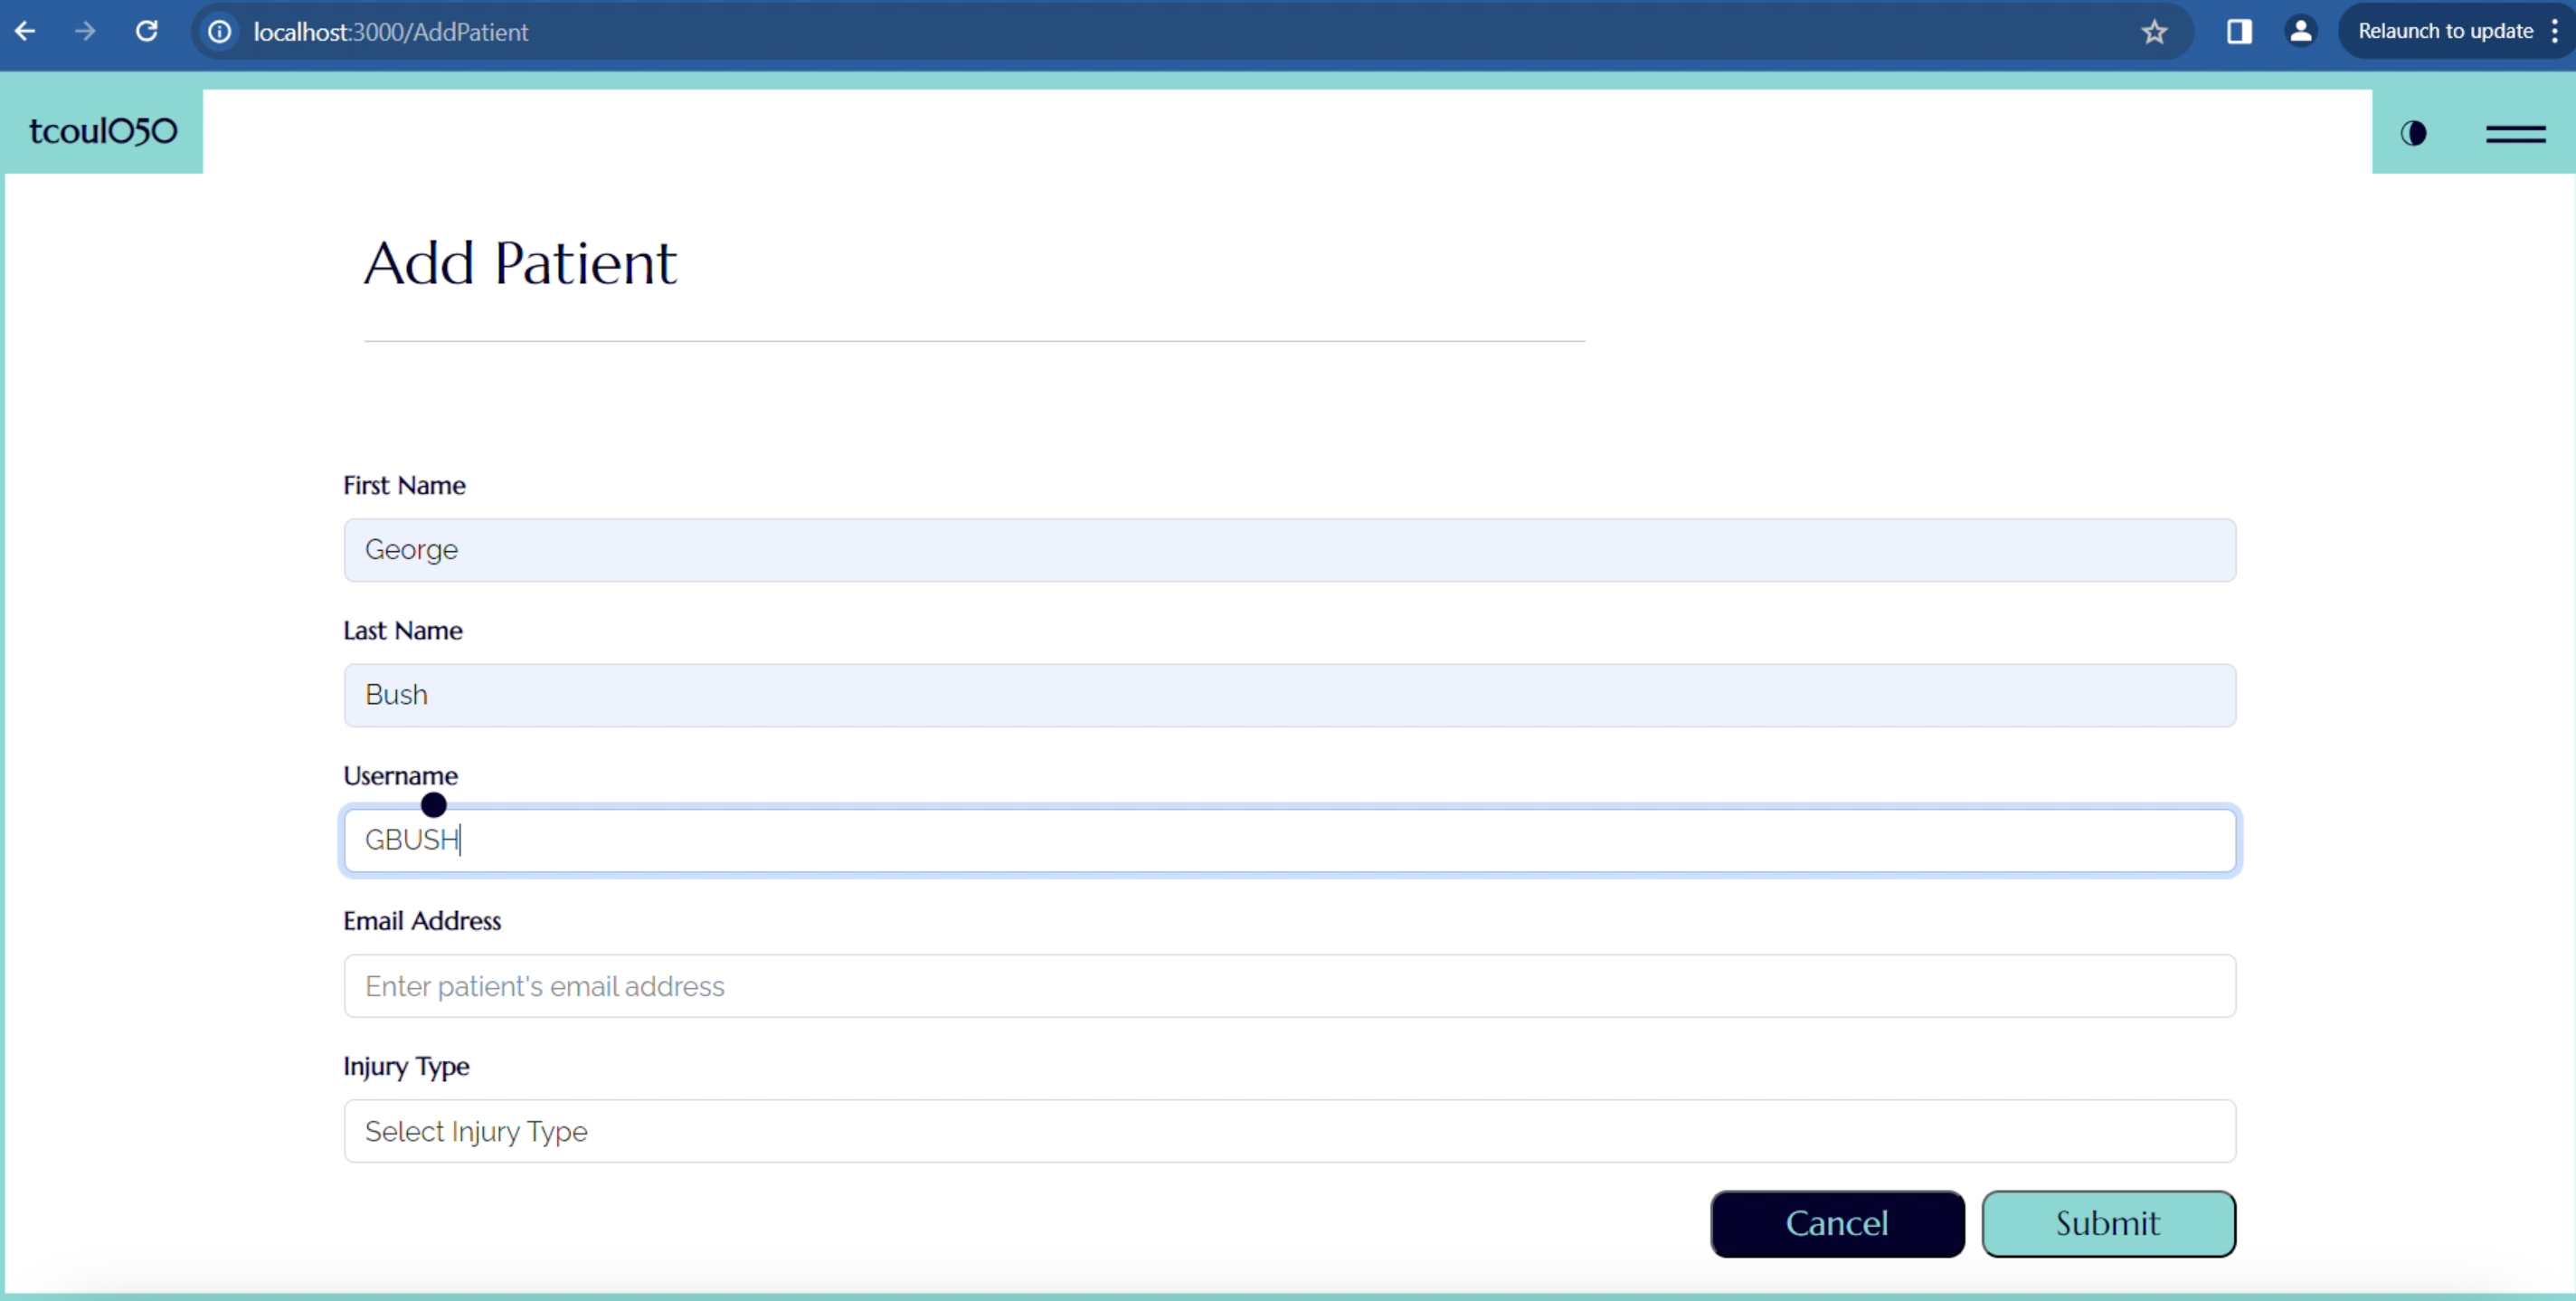 localhost:3000/AddPatient
Relaunch to update
tcoul050
Add Patient
First Name
George
Last Name
Bush
Username
GBUSH
Email Address
Enter patient's email address
Injury Type
Select Injury Type
Cancel
Submit